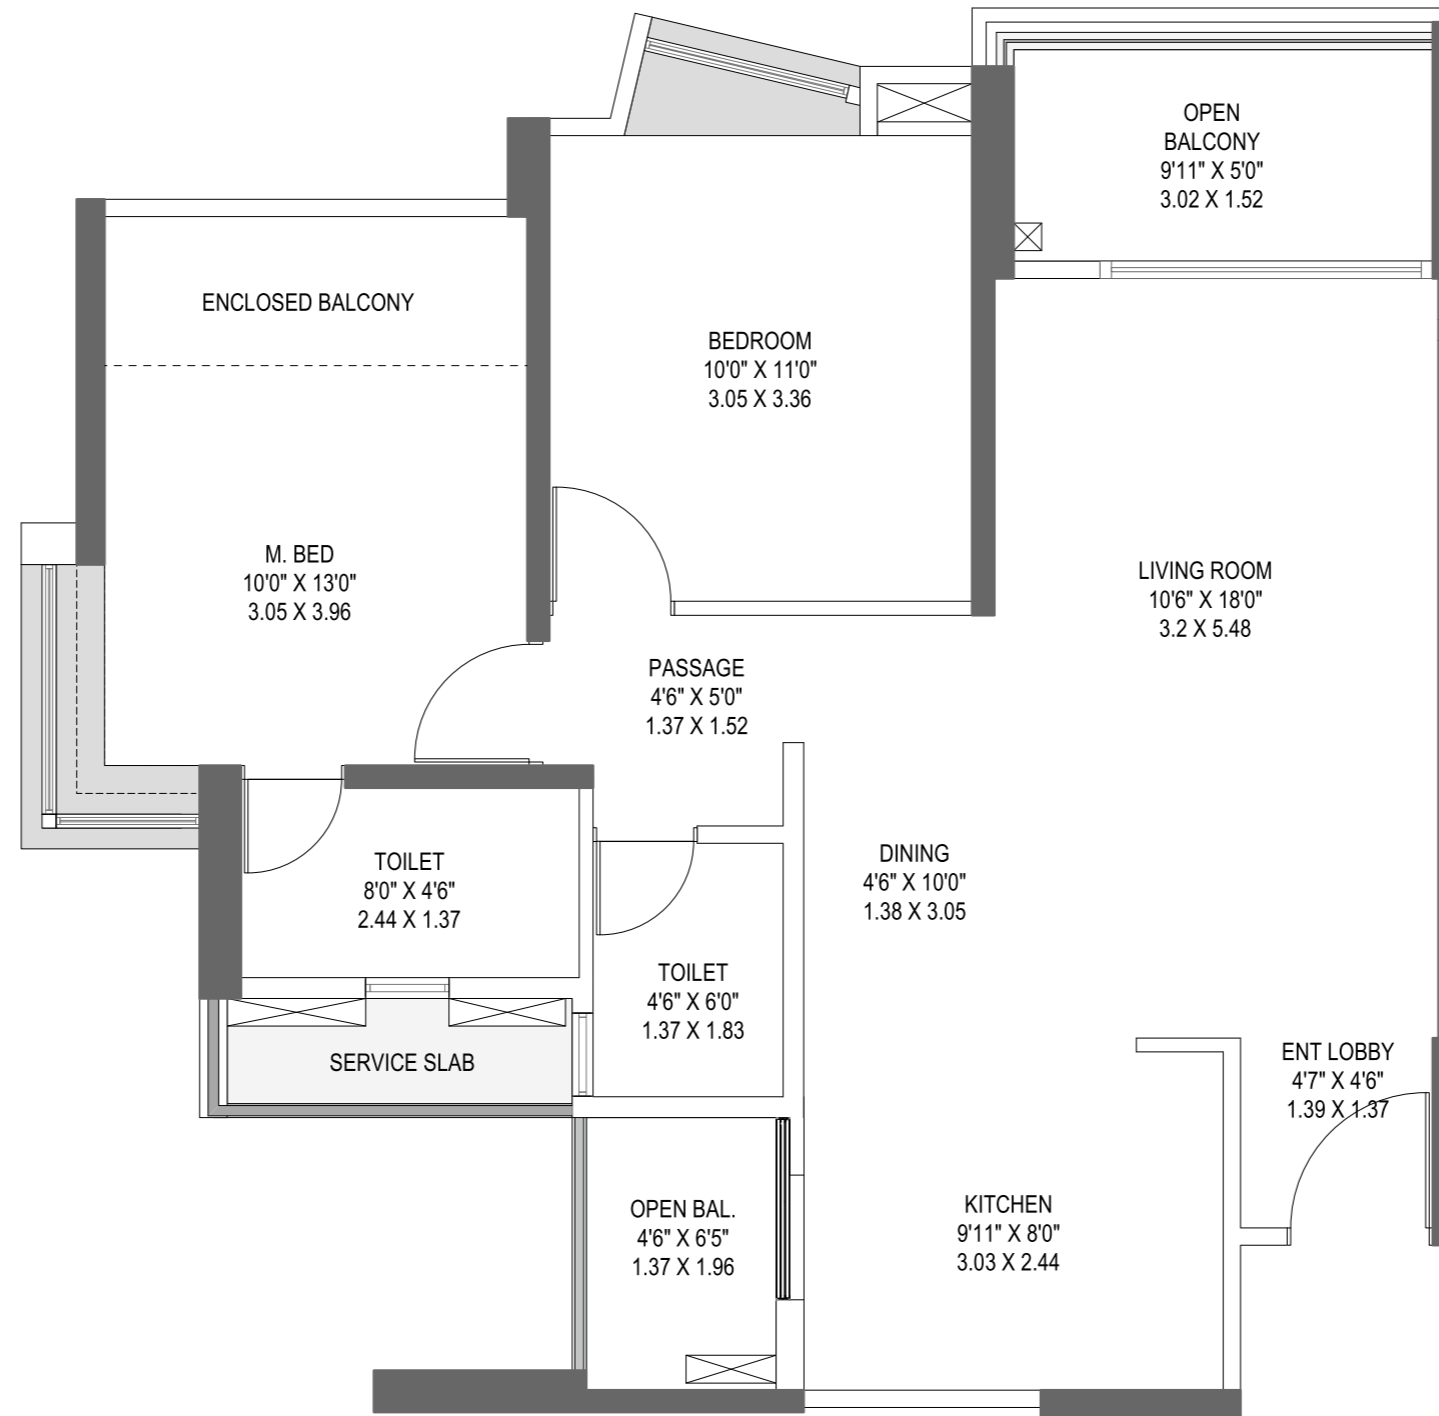 OPEN
BALCONY
9'11" X 5'0"
3.02 X 1.52
ENCLOSED BALCONY
BEDROOM
10'0" X 11'0"
3.05 X 3.36
M. BED
10'0" X 13'0"
3.05 X 3.96
LIVING ROOM
10'6" X 18'0"
3.2 X 5.48
PASSAGE
4'6" X 5'0"
1.37 X 1.52
TOILET
8'0" X 4'6"
2.44 X 1.37
DINING
4'6" X 10'0"
1.38 X 3.05
TOILET
4'6" X 6'0"
1.37 X 1.83
SERVICE SLAB
ENT LOBBY
4'7" X 4'6"
1.39 X 1.37
OPEN BAL.
4'6" X 6'5"
1.37 X 1.96
KITCHEN
9'11" X 8'0"
3.03 X 2.44